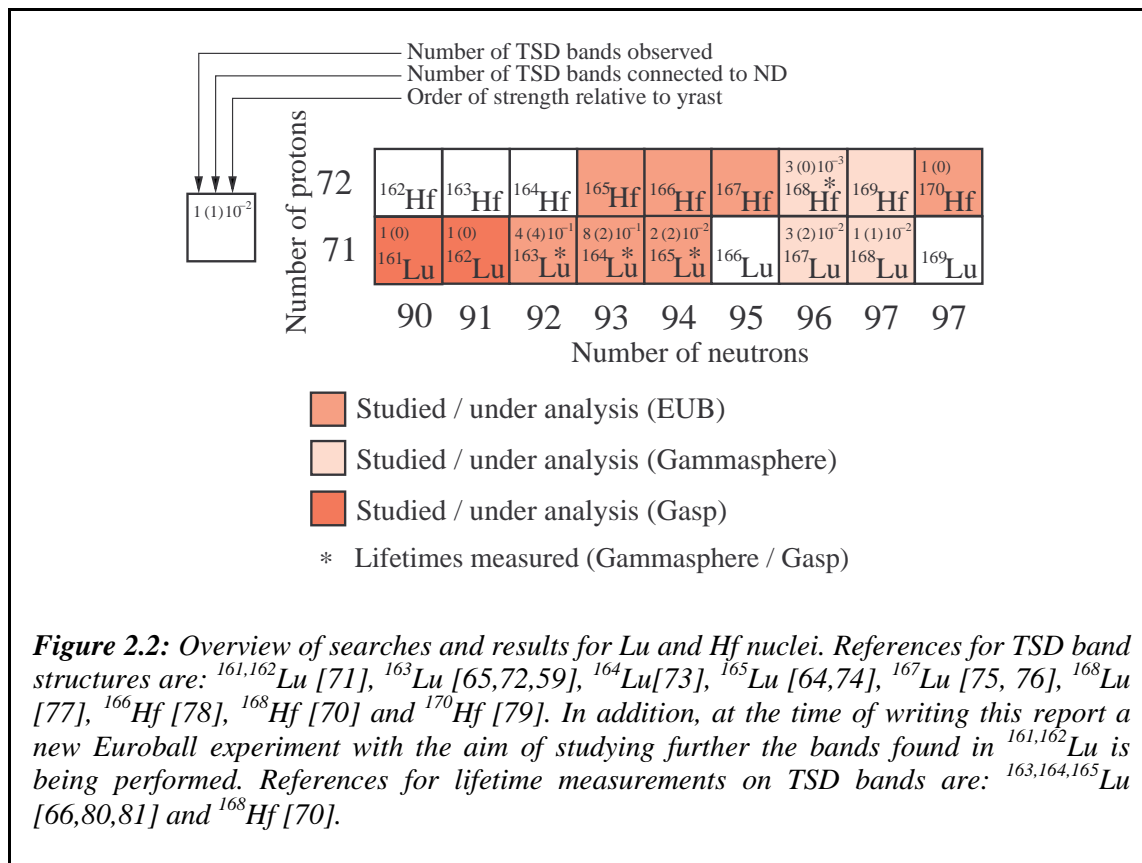 Number of TSD bands observed
Number of TSD bands connected to ND
Order of strength relative to yrast
1 (1) 10⁻²
Number of protons
72
¹⁶²Hf
¹⁶³Hf
¹⁶⁴Hf
¹⁶⁵Hf
¹⁶⁶Hf
¹⁶⁷Hf
3 (0) 10⁻³
¹⁶⁸Hf *
¹⁶⁹Hf
1 (0)
¹⁷⁰Hf
71
1 (0)
¹⁶¹Lu
1 (0)
¹⁶²Lu
4 (4) 10⁻¹
¹⁶³Lu *
8 (2) 10⁻¹
¹⁶⁴Lu *
2 (2) 10⁻²
¹⁶⁵Lu *
¹⁶⁶Lu
3 (2) 10⁻²
¹⁶⁷Lu
1 (1) 10⁻²
¹⁶⁸Lu
¹⁶⁹Lu
90 91 92 93 94 95 96 97 97
Number of neutrons
Studied / under analysis (EUB)
Studied / under analysis (Gammasphere)
Studied / under analysis (Gasp)
* Lifetimes measured (Gammasphere / Gasp)
Figure 2.2: Overview of searches and results for Lu and Hf nuclei. References for TSD band
structures are: ¹⁶¹,¹⁶²Lu [71], ¹⁶³Lu [65,72,59], ¹⁶⁴Lu[73], ¹⁶⁵Lu [64,74], ¹⁶⁷Lu [75, 76], ¹⁶⁸Lu
[77], ¹⁶⁶Hf [78], ¹⁶⁸Hf [70] and ¹⁷⁰Hf [79]. In addition, at the time of writing this report a
new Euroball experiment with the aim of studying further the bands found in ¹⁶¹,¹⁶²Lu is
being performed. References for lifetime measurements on TSD bands are: ¹⁶³,¹⁶⁴,¹⁶⁵Lu
[66,80,81] and ¹⁶⁸Hf [70].